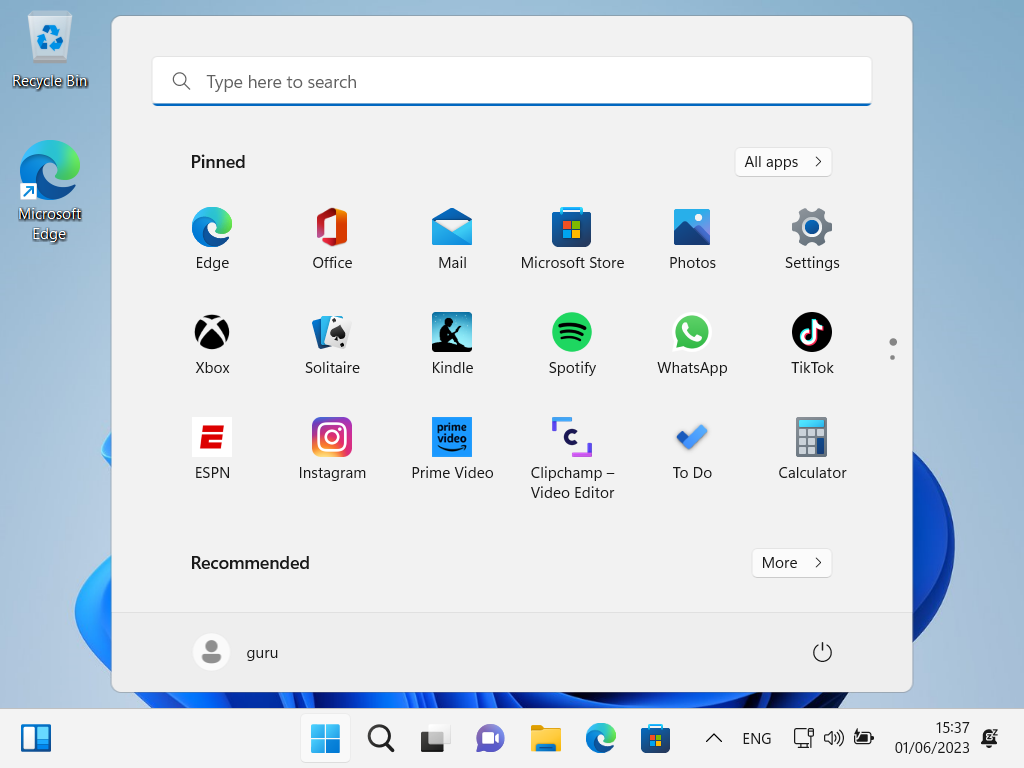 Recycle Bin
Microsoft
Edge
Type here to search
Pinned
All apps
Edge
Office
Mail
Microsoft Store
Photos
Settings
Xbox
Solitaire
Kindle
Spotify
WhatsApp
TikTok
ESPN
Instagram
prime
video
Prime Video
Clipchamp –
Video Editor
To Do
Calculator
Recommended
More
guru
ENG
15:37
01/06/2023